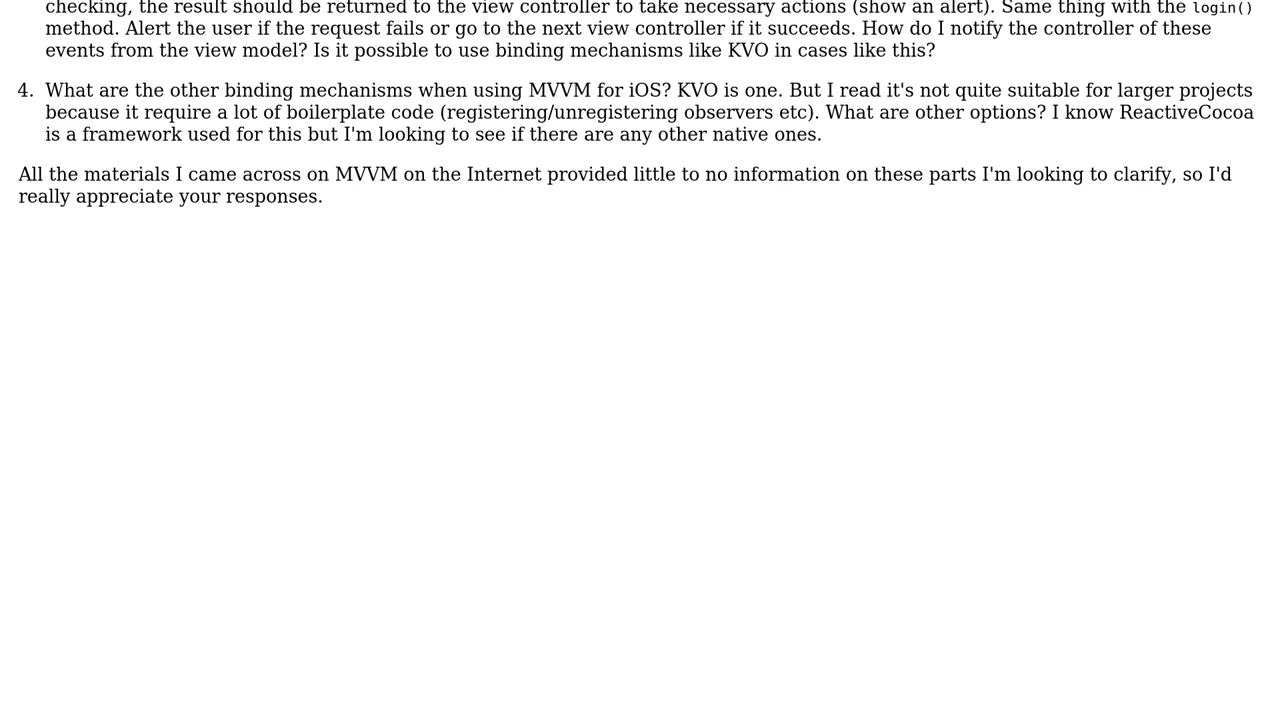 checking, the result should be returned to the view controller to take necessary actions (show an alert). Same thing with the login()
method. Alert the user if the request fails or go to the next view controller if it succeeds. How do I notify the controller of these
events from the view model? Is it possible to use binding mechanisms like KVO in cases like this?
4. What are the other binding mechanisms when using MVVM for iOS? KVO is one. But I read it's not quite suitable for larger projects
because it require a lot of boilerplate code (registering/unregistering observers etc). What are other options? I know ReactiveCocoa
is a framework used for this but I'm looking to see if there are any other native ones.
All the materials I came across on MVVM on the Internet provided little to no information on these parts I'm looking to clarify, so I'd
really appreciate your responses.